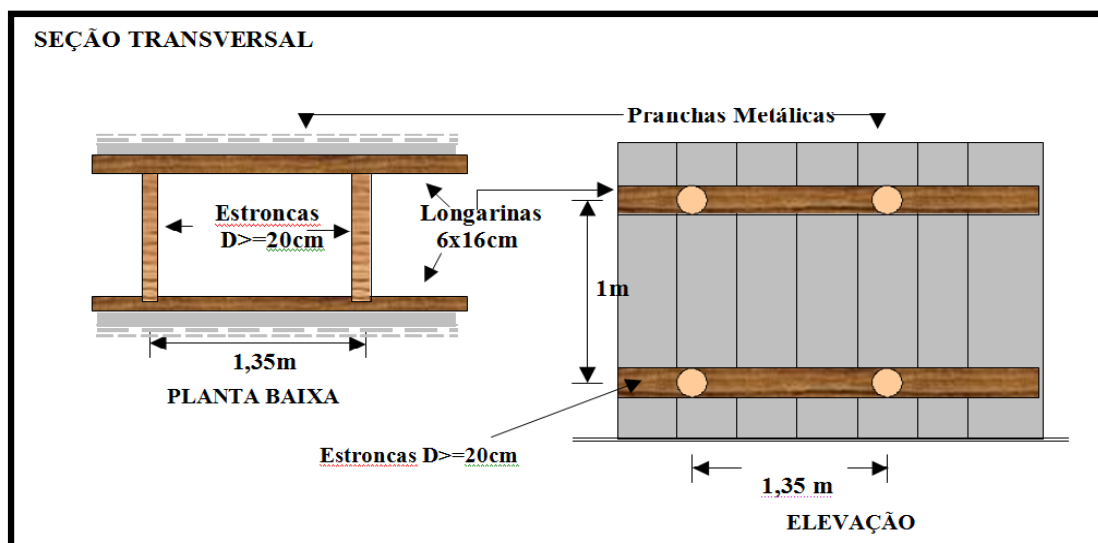 SEÇÃO TRANSVERSAL
Pranchas Metálicas
Estroncas
D>=20cm
Longarinas
6x16cm
1,35m
PLANTA BAIXA
1m
Estroncas D>=20cm
1,35 m
ELEVAÇÃO